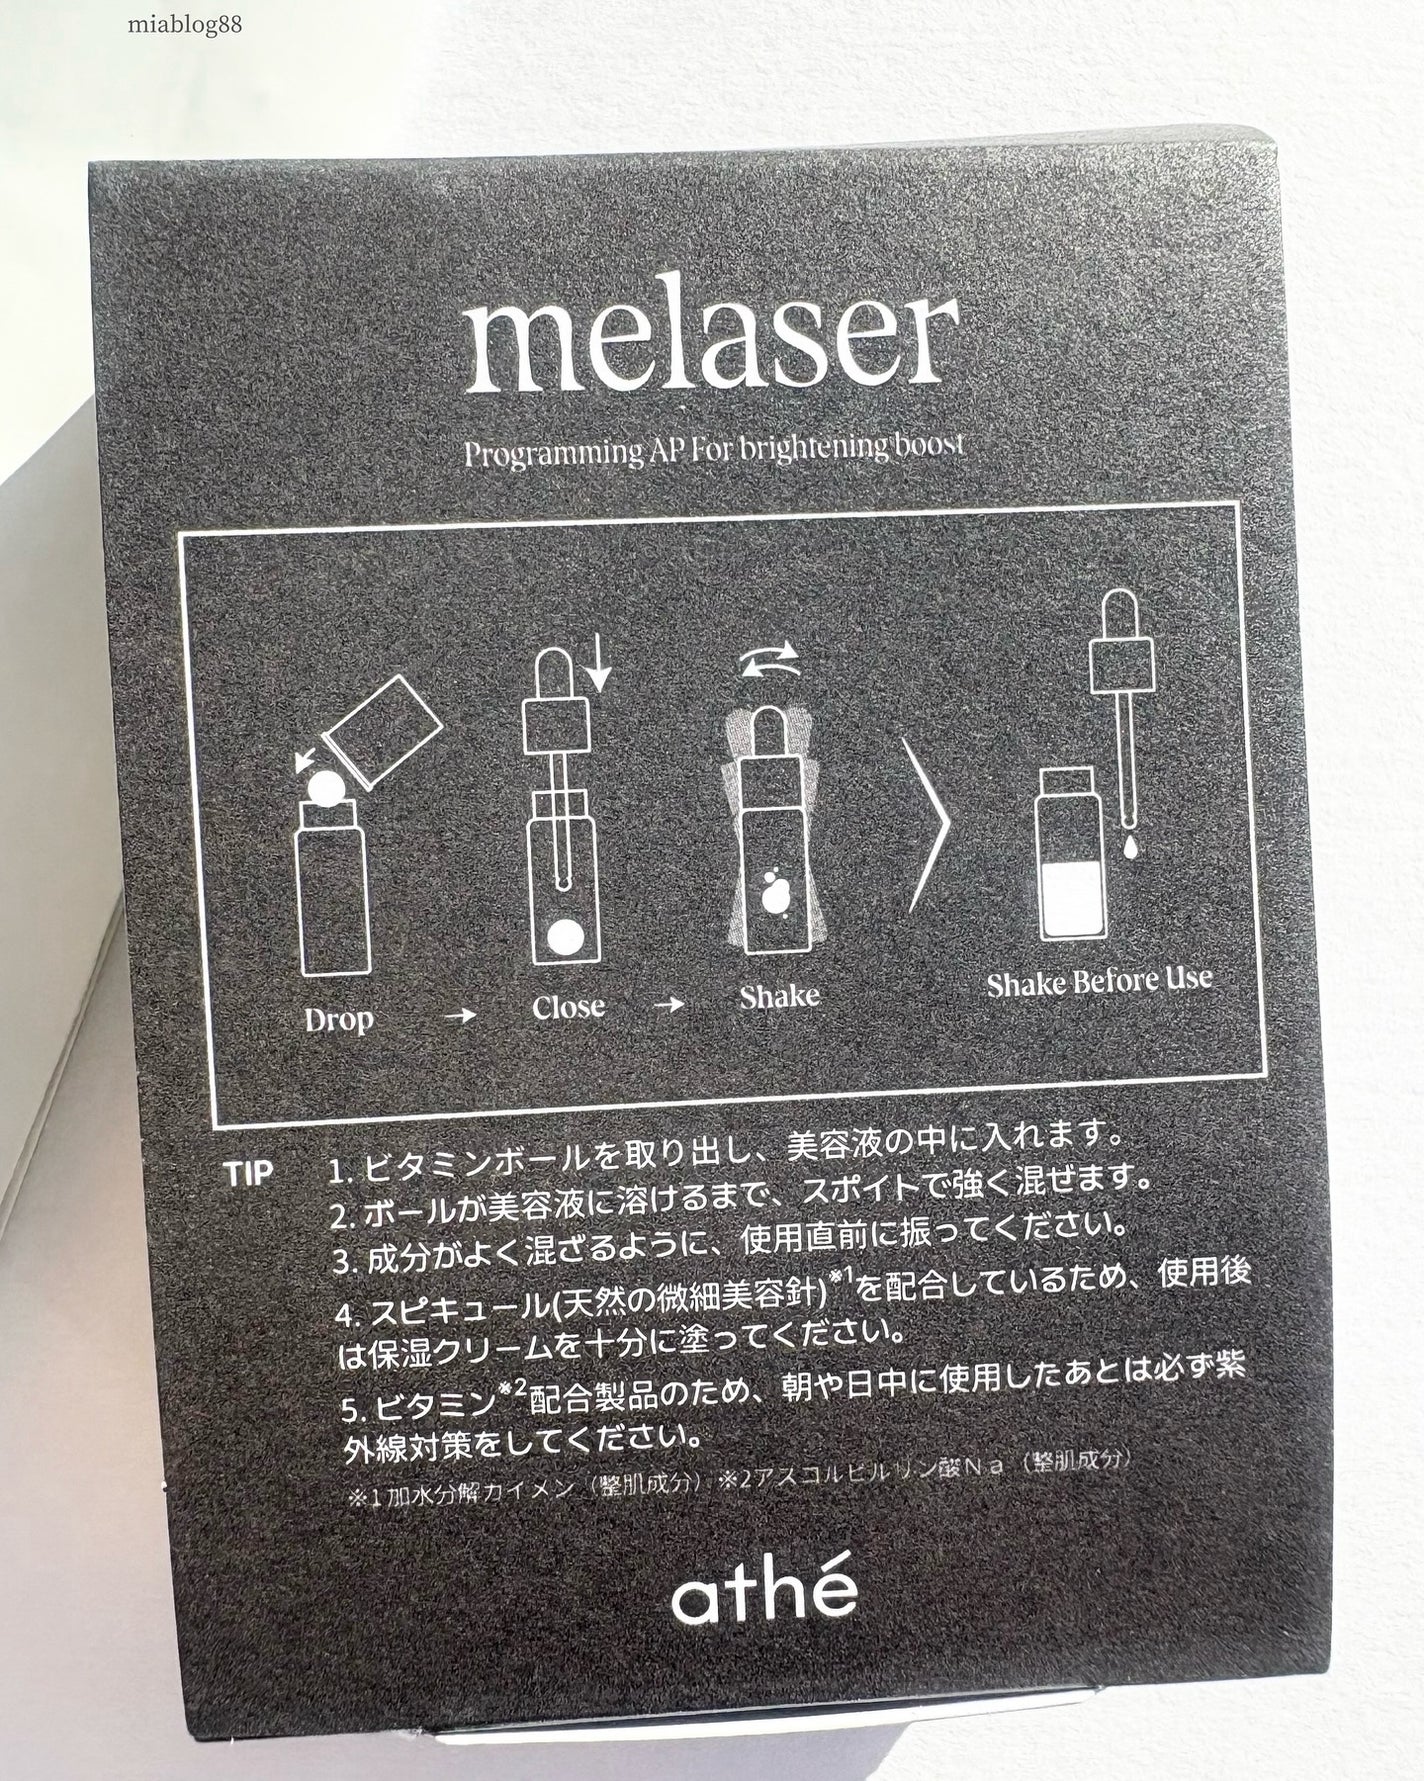 miablog88
melaser
Programming AP For brightening boost
Drop → Close → Shake
Shake Before Use
TIP
1. ビタミンボールを取り出し、美容液の中に入れます。
2. ボールが美容液に溶けるまで、スポイトで強く混ぜます。
3. 成分がよく混ざるように、使用直前に振ってください。
4. スピキュール(天然の微細美容針)※1を配合しているため、使用後
は保湿クリームを十分に塗ってください。
5. ビタミン※2配合製品のため、朝や日中に使用したあとは必ず紫
外線対策をしてください。
※1加水分解カイメン（整肌成分）※2アスコルビルリン酸Ｎａ（整肌成分）
athé